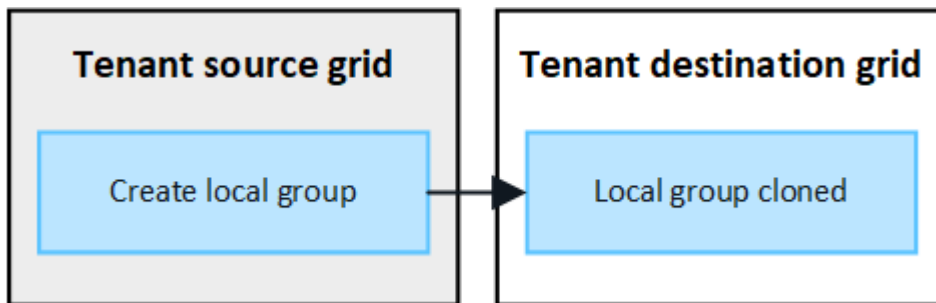 Tenant source grid
Create local group
Tenant destination grid
Local group cloned